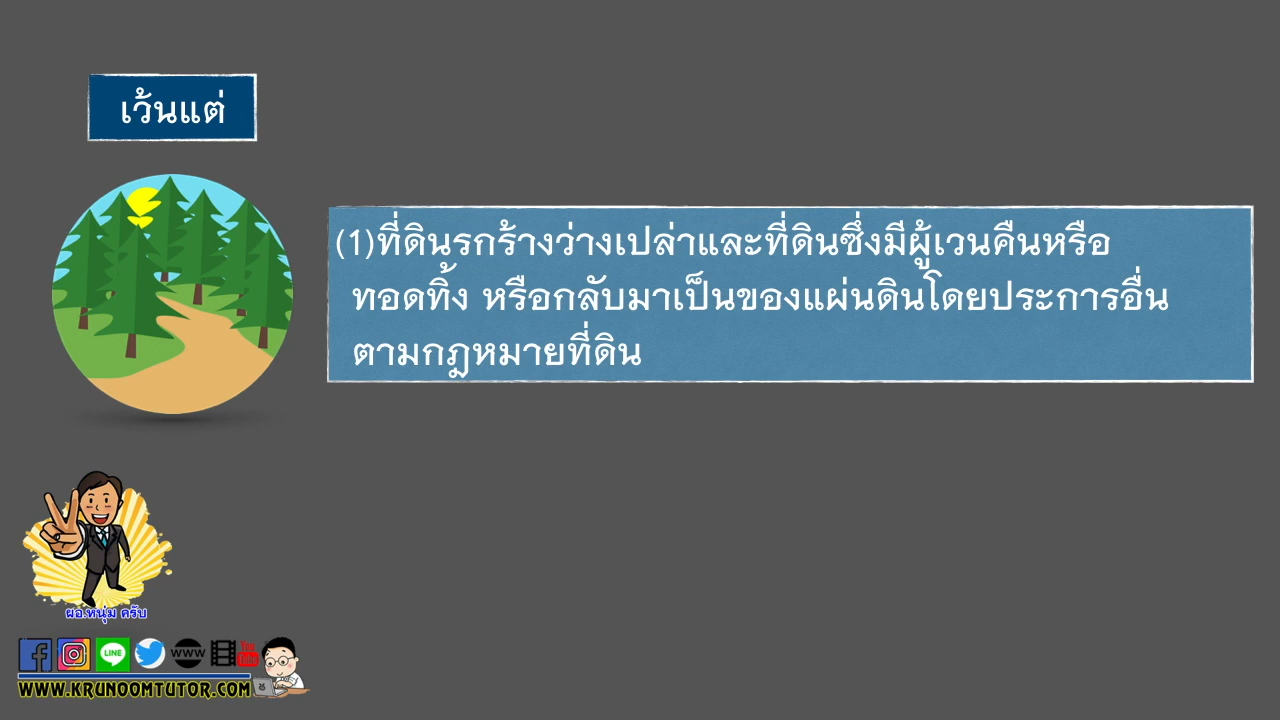 เว้นแต่
(1)ที่ดินรกร้างว่างเปล่าและที่ดินซึ่งมีผู้เวนคืนหรือ
ทอดทิ้ง หรือกลับมาเป็นของแผ่นดินโดยประการอื่น
ตามกฎหมายที่ดิน
ผอ.หนุ่ม ครับ
LINE
WWW
You
Tube
WWW.KRUNOOMTUTOR.COM